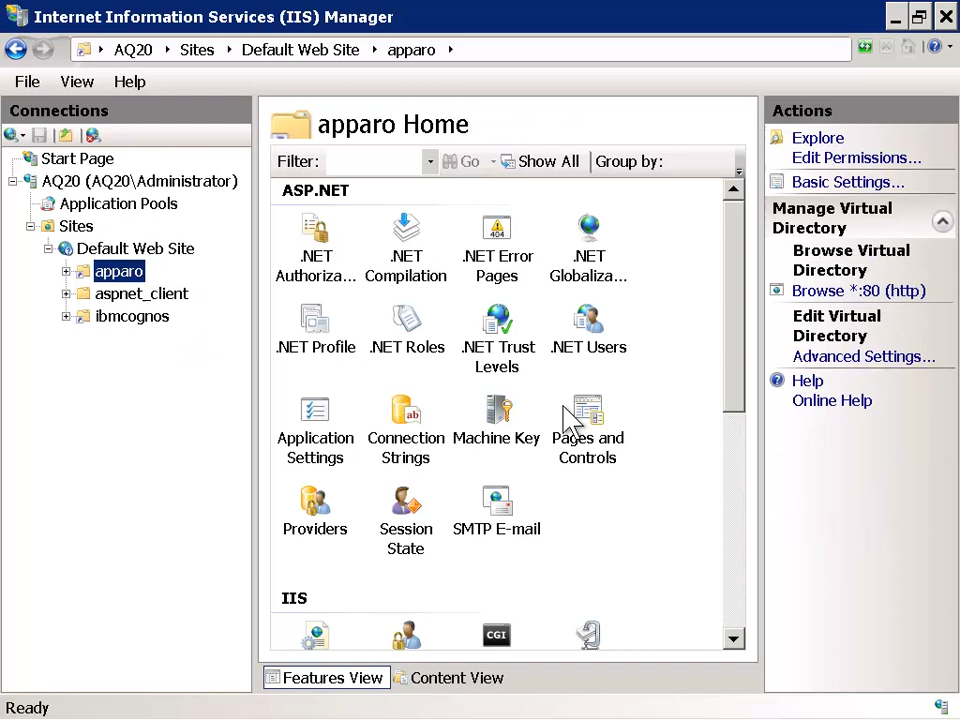 Internet Information Services (IIS) Manager
AQ20 Sites Default Web Site apparo
File View Help
Connections
Start Page
AQ20 (AQ20\Administrator)
Application Pools
Sites
Default Web Site
apparo
aspnet_client
ibmcognos
apparo Home
Filter: Go Show All Group by:
ASP.NET
.NET Authoriza...
.NET Compilation
404
.NET Error Pages
.NET Globaliza...
.NET Profile
.NET Roles
.NET Trust Levels
.NET Users
Application Settings
ab
Connection Strings
Machine Key
Pages and Controls
Providers
Session State
SMTP E-mail
IIS
CGI
Features View Content View
Actions
Explore
Edit Permissions...
Basic Settings...
Manage Virtual
Directory
Browse Virtual
Directory
Browse *:80 (http)
Edit Virtual
Directory
Advanced Settings...
Help
Online Help
Ready